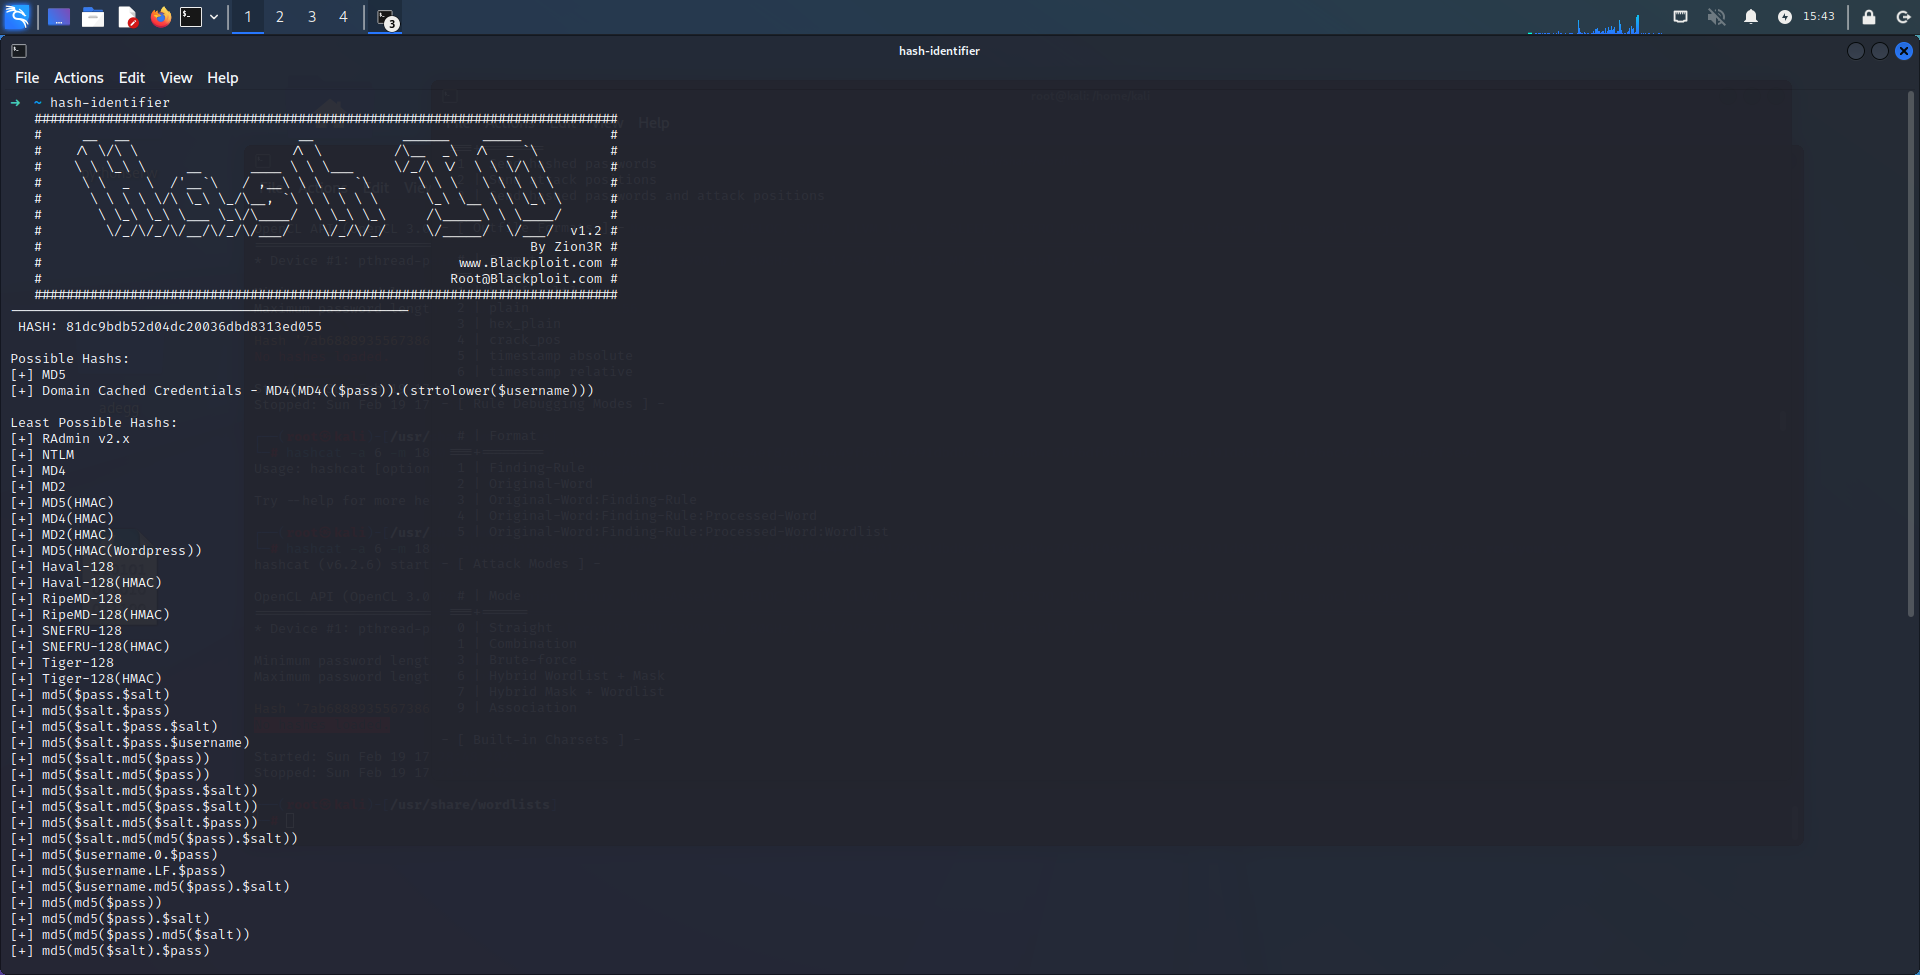 1 2 3 4 3 15:43
hash-identifier
File Actions Edit View Help
→ ~ hash-identifier
#########################################################################
v1.2 #
# By Zion3R #
# www.Blackploit.com #
# Root@Blackploit.com #
#########################################################################
--------------------------------------------------
HASH: 81dc9bdb52d04dc20036dbd8313ed055
Possible Hashs:
[+] MD5
[+] Domain Cached Credentials - MD4(MD4(($pass)).(strtolower($username)))
Least Possible Hashs:
[+] RAdmin v2.x
[+] NTLM
[+] MD4
[+] MD2
[+] MD5(HMAC)
[+] MD4(HMAC)
[+] MD2(HMAC)
[+] MD5(HMAC(Wordpress))
[+] Haval-128
[+] Haval-128(HMAC)
[+] RipeMD-128
[+] RipeMD-128(HMAC)
[+] SNEFRU-128
[+] SNEFRU-128(HMAC)
[+] Tiger-128
[+] Tiger-128(HMAC)
[+] md5($pass.$salt)
[+] md5($salt.$pass)
[+] md5($salt.$pass.$salt)
[+] md5($salt.$pass.$username)
[+] md5($salt.md5($pass))
[+] md5($salt.md5($pass))
[+] md5($salt.md5($pass.$salt))
[+] md5($salt.md5($pass.$salt))
[+] md5($salt.md5($salt.$pass))
[+] md5($salt.md5(md5($pass).$salt))
[+] md5($username.0.$pass)
[+] md5($username.LF.$pass)
[+] md5($username.md5($pass).$salt)
[+] md5(md5($pass))
[+] md5(md5($pass).$salt)
[+] md5(md5($pass).md5($salt))
[+] md5(md5($salt).$pass)